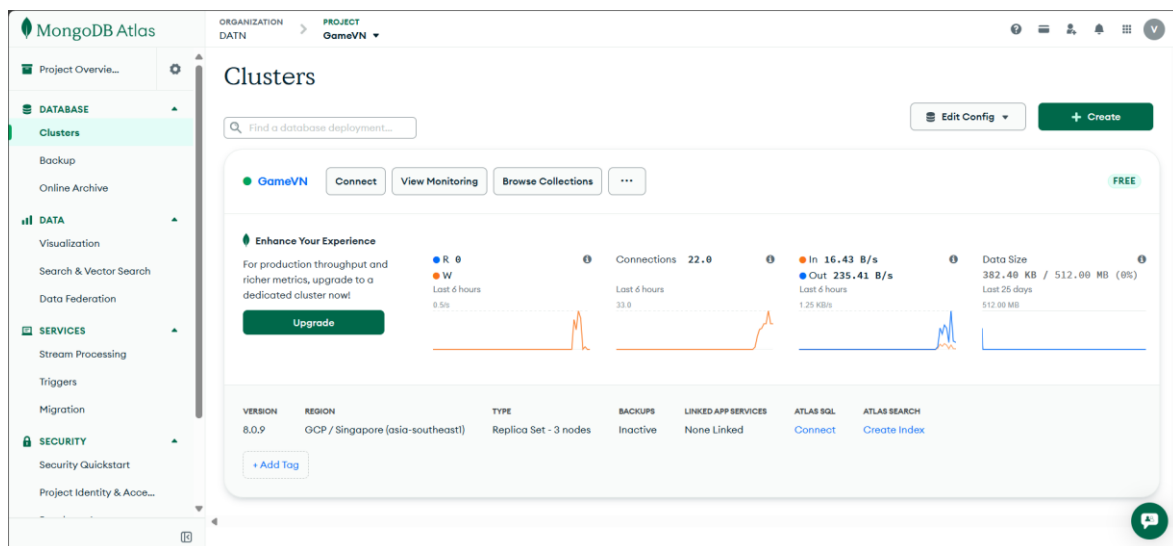 MongoDB Atlas
ORGANIZATION
DATN
PROJECT
GameVN
V
Project Overvie...
DATABASE
Clusters
Backup
Online Archive
DATA
Visualization
Search & Vector Search
Data Federation
SERVICES
Stream Processing
Triggers
Migration
SECURITY
Security Quickstart
Project Identity & Acce...
Clusters
Find a database deployment...
Edit Config
+ Create
GameVN
Connect
View Monitoring
Browse Collections
...
FREE
Enhance Your Experience
For production throughput and
richer metrics, upgrade to a
dedicated cluster now!
Upgrade
R 0
W
Last 6 hours
0.5/s
Connections 22.0
Last 6 hours
33.0
In 16.43 B/s
Out 235.41 B/s
Last 6 hours
1.25 KB/s
Data Size
382.40 KB / 512.00 MB (0%)
Last 25 days
512.00 MB
VERSION REGION TYPE BACKUPS LINKED APP SERVICES ATLAS SQL ATLAS SEARCH
8.0.9 GCP / Singapore (asia-southeast1) Replica Set - 3 nodes Inactive None Linked Connect Create Index
+ Add Tag